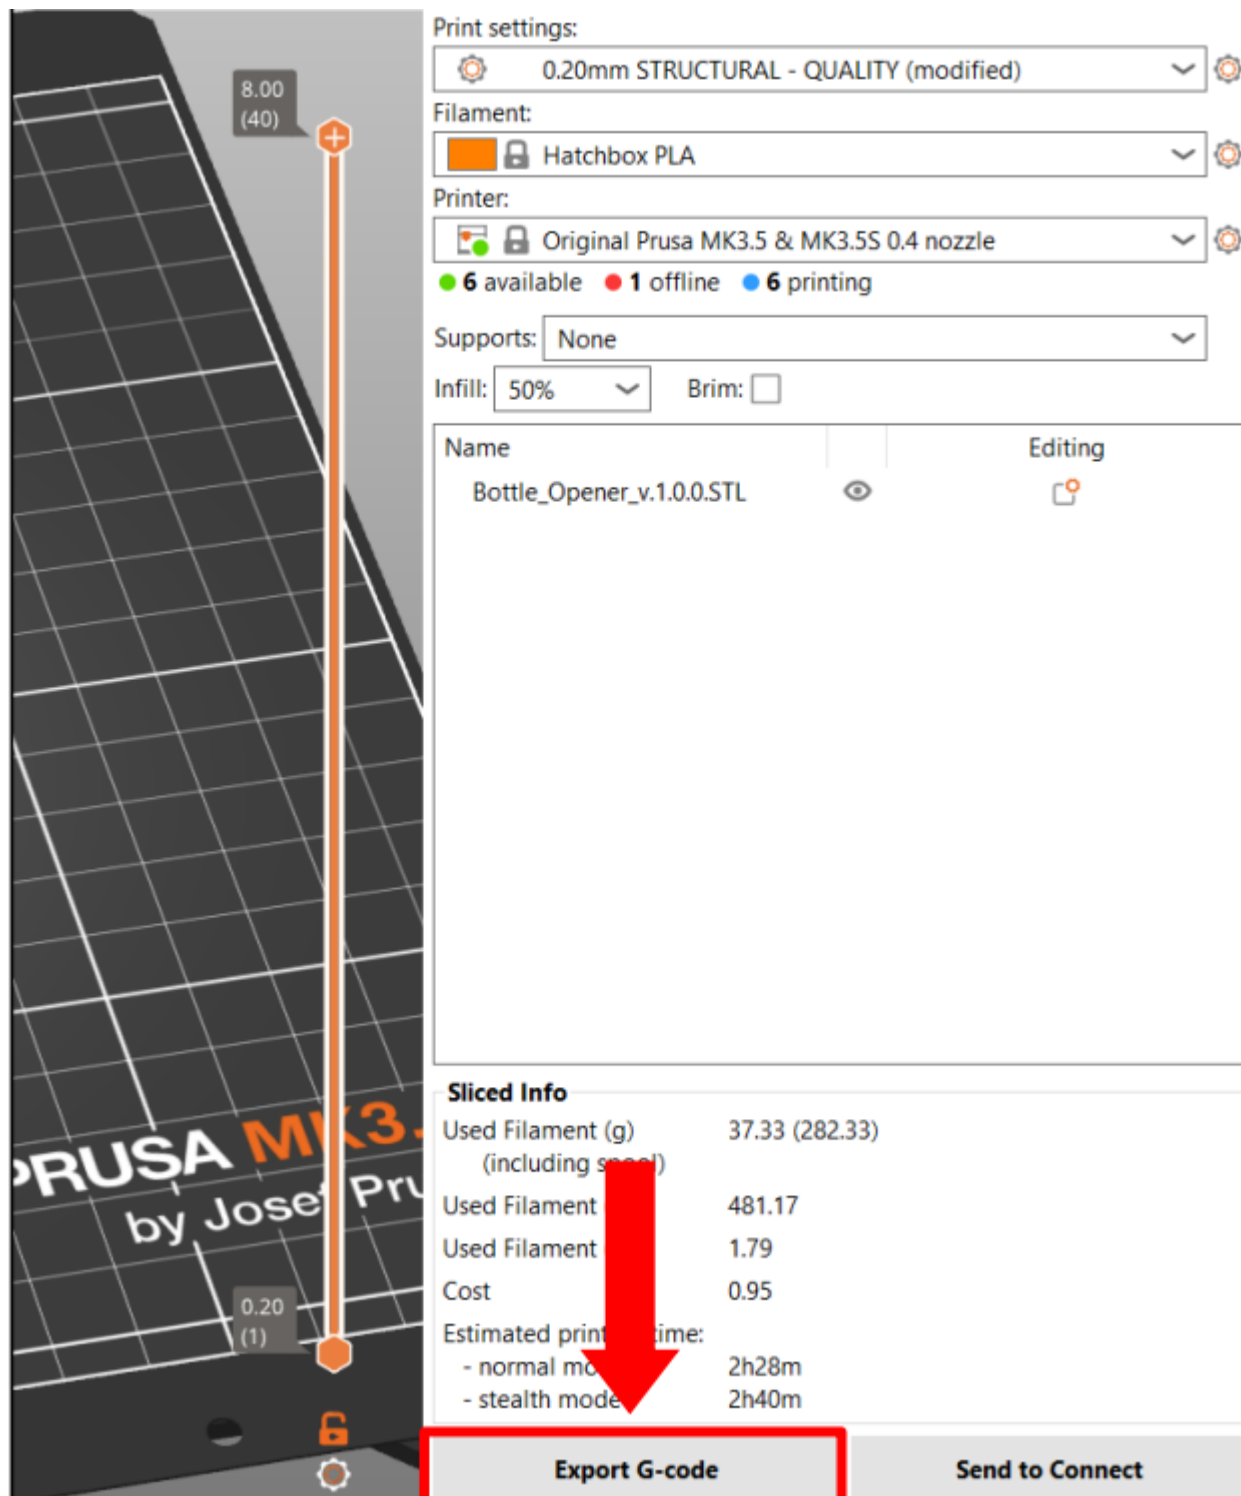 Print settings:
0.20mm STRUCTURAL - QUALITY (modified)
8.00
(40)
Filament:
Hatchbox PLA
Printer:
Original Prusa MK3.5 & MK3.5S 0.4 nozzle
6 available 1 offline 6 printing
Supports: None
Infill: 50% Brim:
Name Editing
Bottle_Opener_v.1.0.0.STL
Sliced Info
Used Filament (g) 37.33 (282.33)
(including
Used Filament 481.17
Used Filament 1.79
Cost 0.95
Estimated
- normal 2h28m
- stealth mode 2h40m
PRUSA MK3.
by Josef Pru
0.20
(1)
Export G-code Send to Connect